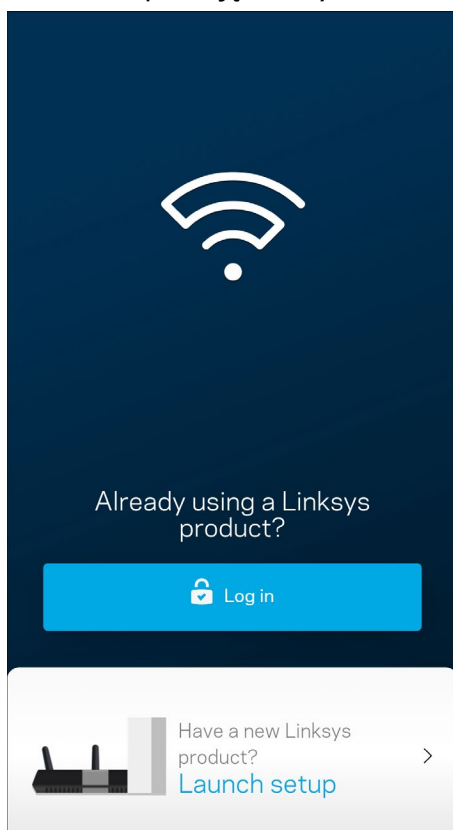 Already using a Linksys
product?
Log in
Have a new Linksys
product?
Launch setup